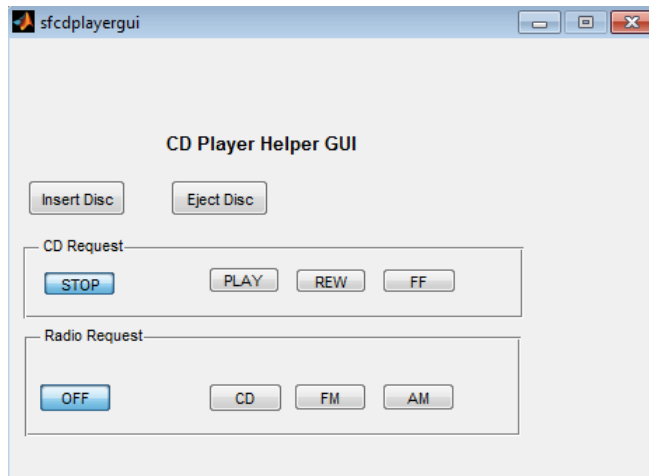 sfcdplayergui
CD Player Helper GUI
Insert Disc Eject Disc
CD Request
STOP PLAY REW FF
Radio Request
OFF CD FM AM